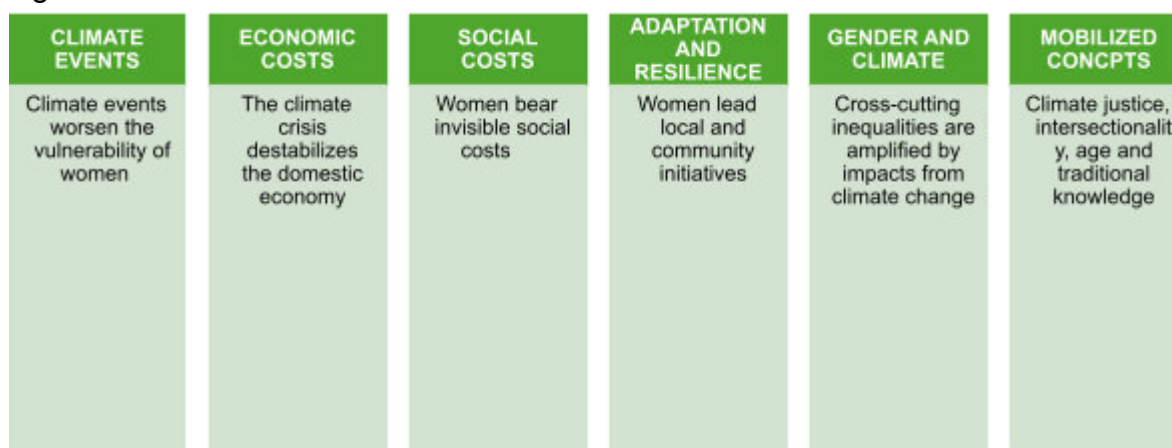 CLIMATE
EVENTS
Climate events
worsen the
vulnerability of
women
ECONOMIC
COSTS
The climate
crisis
destabilizes
the domestic
economy
SOCIAL
COSTS
Women bear
invisible social
costs
ADAPTATION
AND
RESILIENCE
Women lead
local and
community
initiatives
GENDER AND
CLIMATE
Cross-cutting
inequalities are
amplified by
impacts from
climate change
MOBILIZED
CONCPTS
Climate justice,
intersectionalit
y, age and
traditional
knowledge